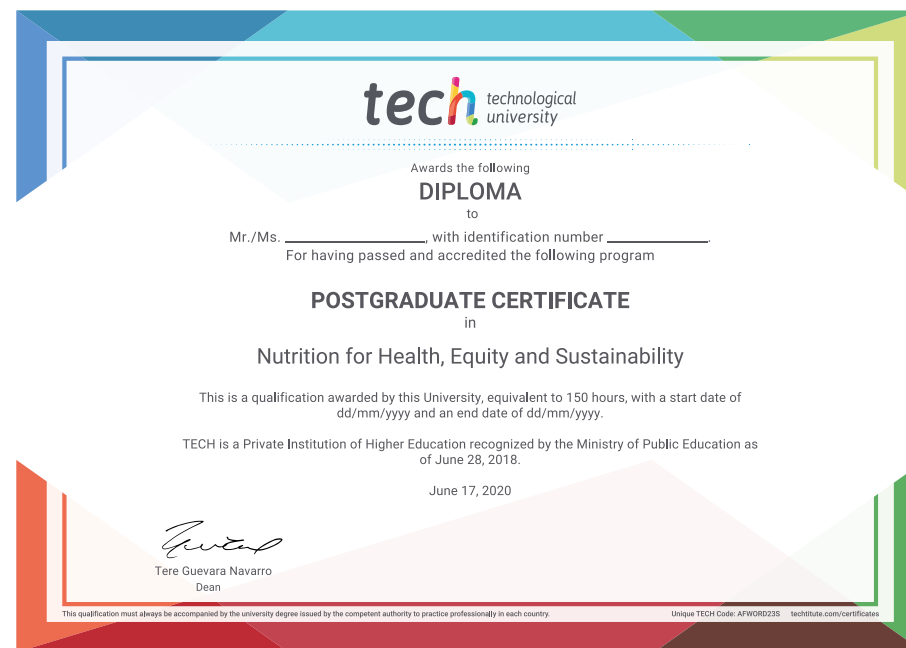 tech technological
university
Awards the following
DIPLOMA
to
Mr./Ms. ____________________, with identification number ______________.
For having passed and accredited the following program
POSTGRADUATE CERTIFICATE
in
Nutrition for Health, Equity and Sustainability
This is a qualification awarded by this University, equivalent to 150 hours, with a start date of
dd/mm/yyyy and an end date of dd/mm/yyyy.
TECH is a Private Institution of Higher Education recognized by the Ministry of Public Education as
of June 28, 2018.
June 17, 2020
Tere Guevara Navarro
Dean
This qualification must always be accompanied by the university degree issued by the competent authority to practice professionally in each country.
Unique TECH Code: AFWORD23S techtitute.com/certificates